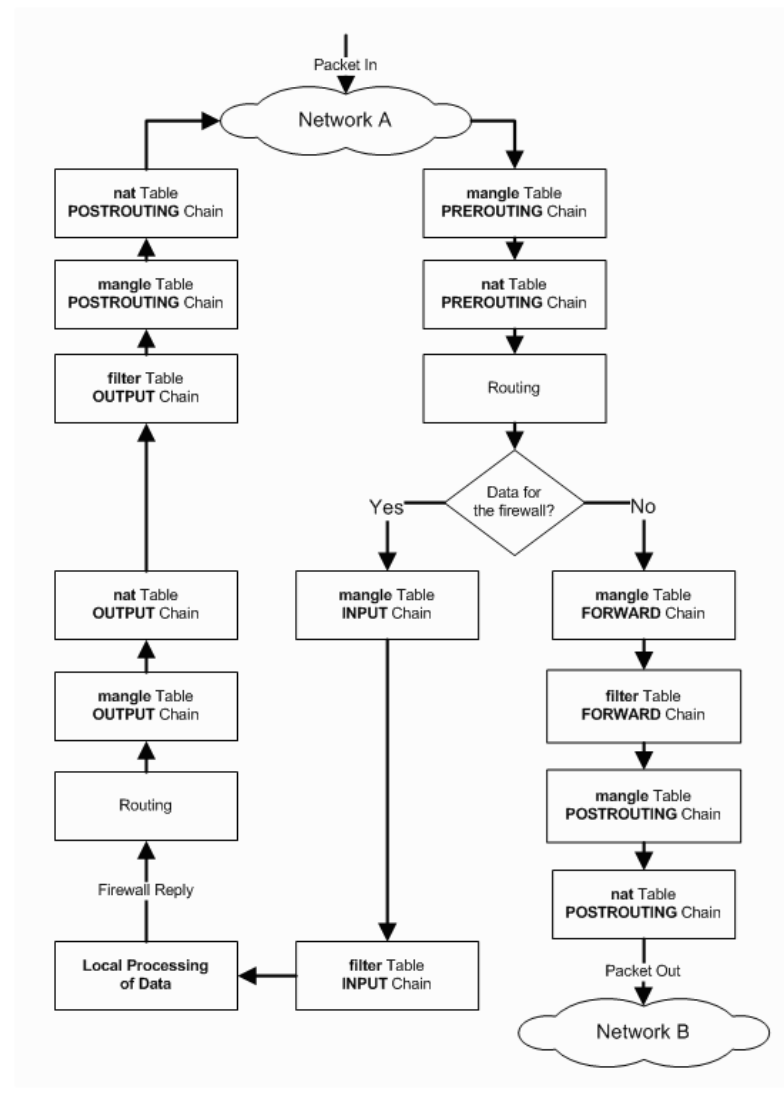 Packet In
Network A
nat Table
POSTROUTING Chain
mangle Table
PREROUTING Chain
mangle Table
POSTROUTING Chain
nat Table
PREROUTING Chain
filter Table
OUTPUT Chain
Routing
Data for
the firewall?
Yes
No
nat Table
OUTPUT Chain
mangle Table
INPUT Chain
mangle Table
FORWARD Chain
mangle Table
OUTPUT Chain
filter Table
FORWARD Chain
Routing
mangle Table
POSTROUTING Chain
Firewall Reply
nat Table
POSTROUTING Chain
Local Processing
of Data
filter Table
INPUT Chain
Packet Out
Network B